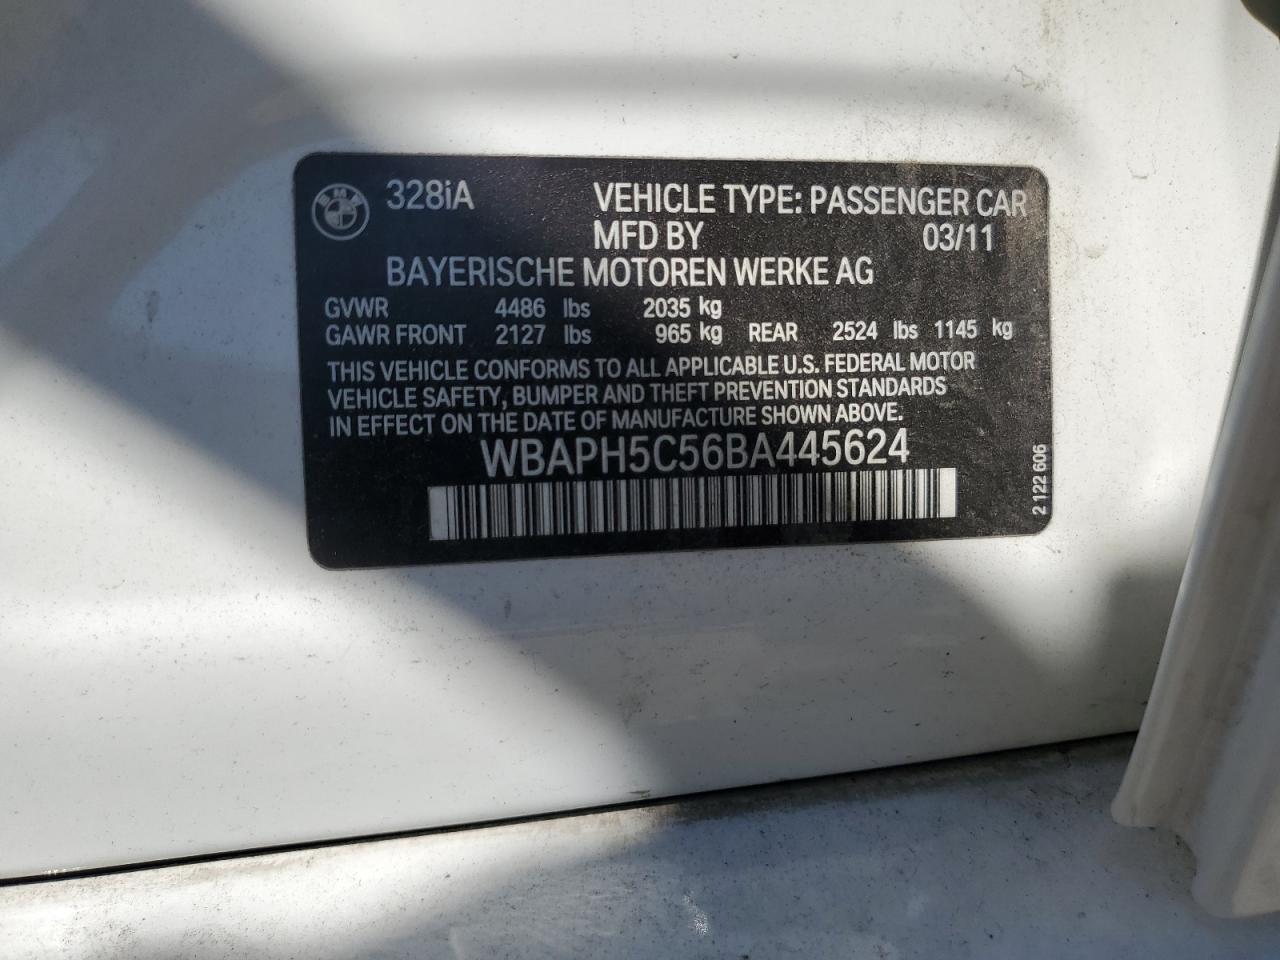 BMW 328iA VEHICLE TYPE: PASSENGER CAR
MFD BY 03/11
BAYERISCHE MOTOREN WERKE AG
GVWR 4486 lbs 2035 kg
GAWR FRONT 2127 lbs 965 kg REAR 2524 lbs 1145 kg
THIS VEHICLE CONFORMS TO ALL APPLICABLE U.S. FEDERAL MOTOR
VEHICLE SAFETY, BUMPER AND THEFT PREVENTION STANDARDS
IN EFFECT ON THE DATE OF MANUFACTURE SHOWN ABOVE.
WBAPH5C56BA445624
2 122 606